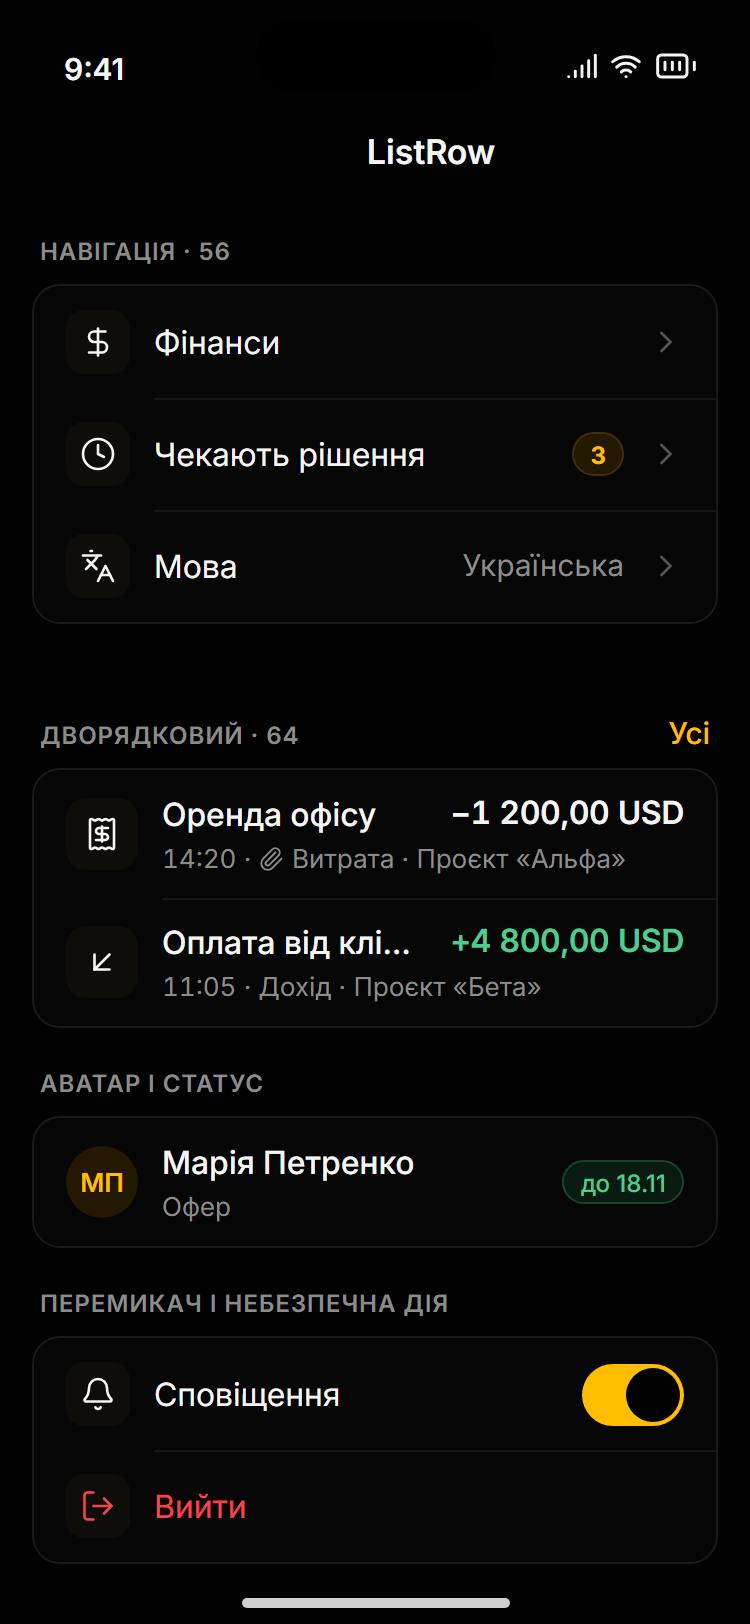 9:41
ListRow
НАВІГАЦІЯ · 56
Фінанси
Чекають рішення 3
Мова Українська
ДВОРЯДКОВИЙ · 64 Усі
Оренда офісу −1 200,00 USD
14:20 · Витрата · Проєкт «Альфа»
Оплата від клі... +4 800,00 USD
11:05 · Дохід · Проєкт «Бета»
АВАТАР І СТАТУС
МП Марія Петренко
Офер до 18.11
ПЕРЕМИКАЧ І НЕБЕЗПЕЧНА ДІЯ
Сповіщення
Вийти